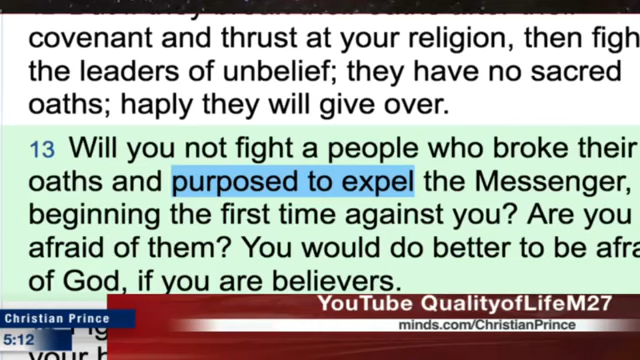 covenant and thrust at your religion, then figh
the leaders of unbelief; they have no sacred
oaths; haply they will give over.
13 Will you not fight a people who broke their
oaths and purposed to expel the Messenger,
beginning the first time against you? Are you
afraid of them? You would do better to be afra
of God, if you are believers.
YouTube QualityofLifeM27
Christian Prince
minds.com/ChristianPrince
5:12
your